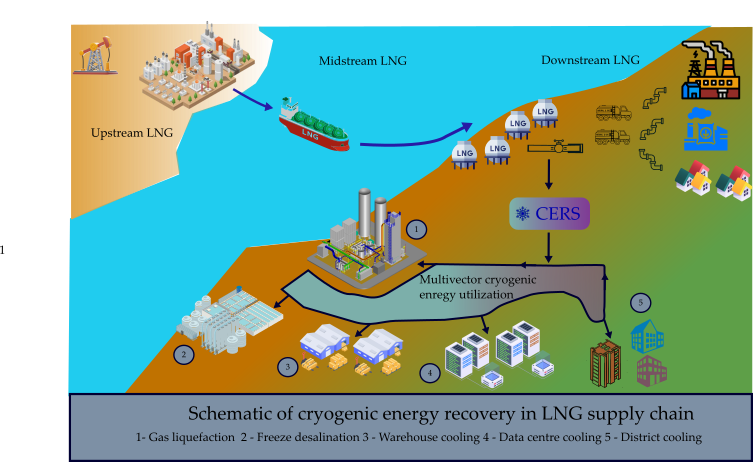 Midstream LNG
Downstream LNG
Upstream LNG
LNG
LNG
LNG
LNG
LNG
CERS
1
1
Multivector cryogenic
enregy utilization
5
2
3
4
Schematic of cryogenic energy recovery in LNG supply chain
1- Gas liquefaction 2 - Freeze desalination 3 - Warehouse cooling 4 - Data centre cooling 5 - District cooling